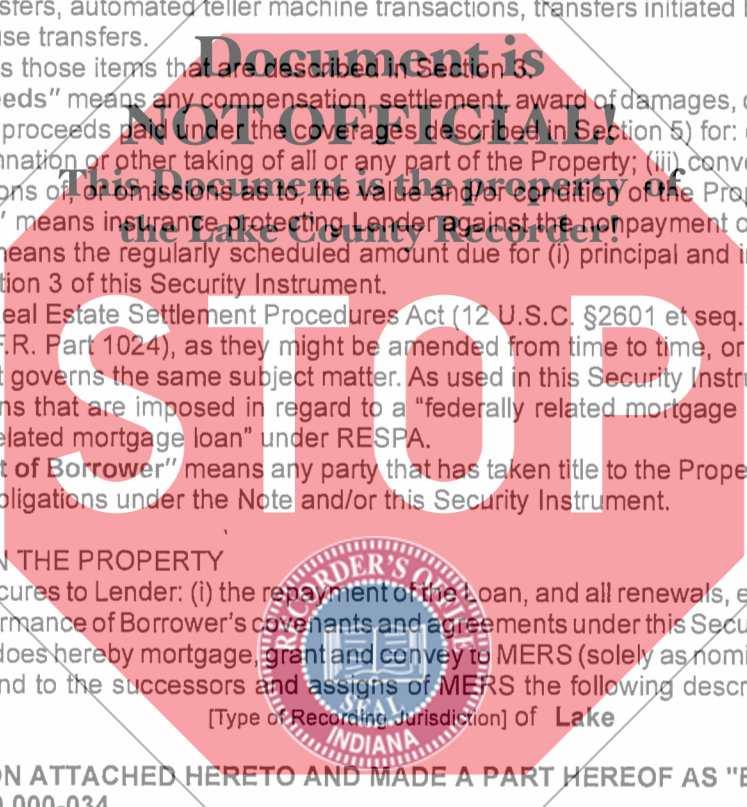 sfers, automated teller machine transactions, transfers initiated
use transfers.
Document is
s those items that are described in Section 3.
eeds" means any compensation, settlement, award of damages,
NOT OFFICIAL!
proceeds paid under the coverages described in Section 5) for:
nnation or other taking of all or any part of the Property; (iii) conve
This Document is the property of
ons of, or omissions as to, the value and/or condition of the Prop
the Lake County Recorder!
" means insurance protecting Lender against the nonpayment
eans the regularly scheduled amount due for (i) principal and
tion 3 of this Security Instrument.
eal Estate Settlement Procedures Act (12 U.S.C. §2601 et seq.
F.R. Part 1024), as they might be amended from time to time, or
STOP
t governs the same subject matter. As used in this Security Instru
ns that are imposed in regard to a "federally related mortgage
elated mortgage loan" under RESPA.
t of Borrower" means any party that has taken title to the Prope
bligations under the Note and/or this Security Instrument.
N THE PROPERTY
cures to Lender: (i) the repayment of the Loan, and all renewals, e
rmance of Borrower's covenants and agreements under this Secu
does hereby mortgage, grant and convey to MERS (solely as nomi
nd to the successors and assigns of MERS the following descr
[Type of Recording Jurisdiction] of Lake
RECORDER'S OFFICE
SEAL
INDIANA
ON ATTACHED HERETO AND MADE A PART HEREOF AS "E
0 000-034